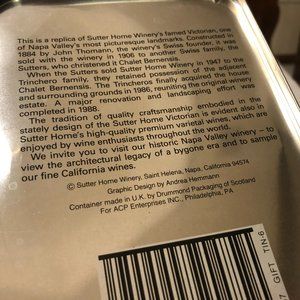 This is a replica of Sutter Home Winery's famed Victorian, one
of Napa Valley's most picturesque landmarks. Constructed in
1884 by John Thomann, the winery's Swiss founder, it was
sold with the winery in 1906 to another Swiss family, the
Sutters, who christened it Chalet Bernensis.
When the Sutters sold Sutter Home Winery in 1947 to the
Trinchero family, they retained possession of the adjacent
Chalet Bernensis. The Trincheros finally acquired the house
and surrounding grounds in 1986, reuniting the original winery
estate. A major renovation and landscaping effort was
completed in 1988.
The tradition of quality craftsmanship embodied in the
stately design of the Sutter Home Victorian is evident also in
Sutter Home's high-quality premium varietal wines, which are
enjoyed by wine enthusiasts throughout the world.
We invite you to visit our historic Napa Valley winery – to
view the architectural legacy of a bygone era and to sample
our fine California wines.
© Sutter Home Winery, Saint Helena, Napa, California 94574
Graphic Design by Andrea Hemmann
Container made in U.K. by Drummond Packaging of Scotland
For ACP Enterprises INC., Philadelphia, PA
GIFT TIN-6